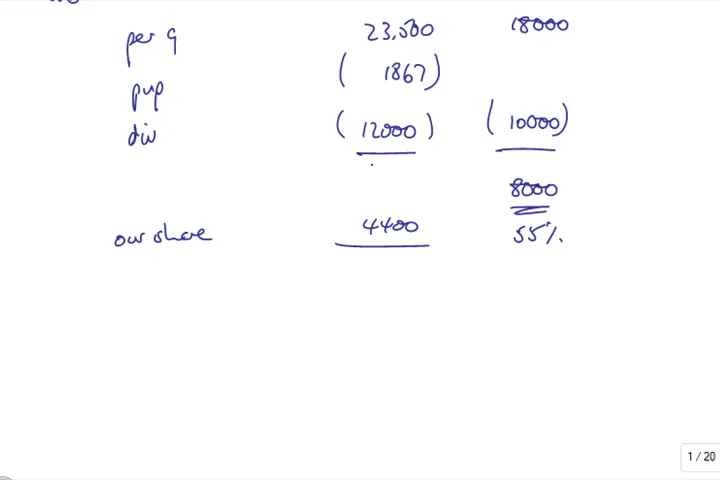 per q 23,500 18000
pup ( 1867)
div ( 12000 ) ( 10000)
8000
our share 4400 55%
1 / 20